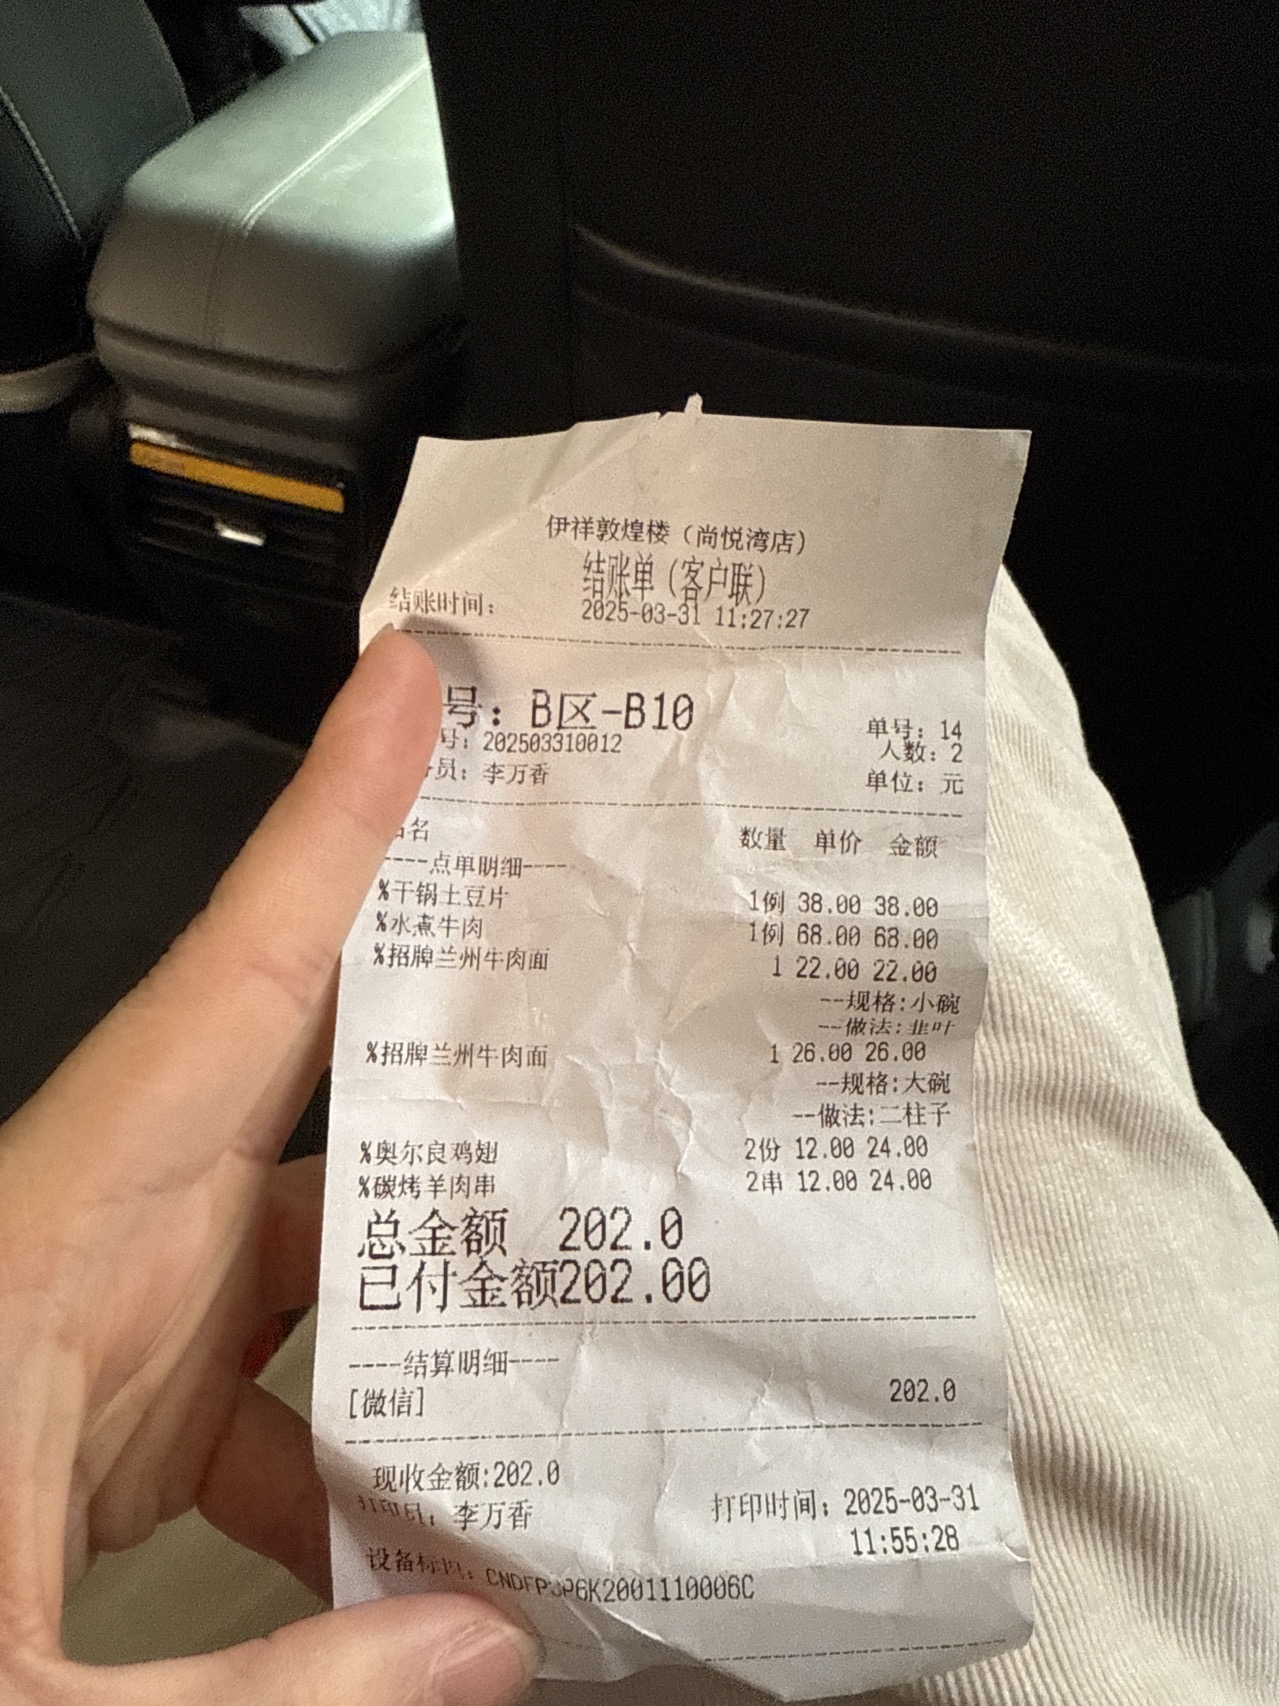 伊祥敦煌楼（尚悦湾店）
结账单（客户联）
结账时间： 2025-03-31 11:27:27
号：B区-B10
单号：14
号：202503310012
人数：2
员：李万香
单位：元
名 数量 单价 金额
----点单明细----
%干锅土豆片 1例 38.00 38.00
%水煮牛肉 1例 68.00 68.00
%招牌兰州牛肉面 1 22.00 22.00
--规格:小碗
--做法:韭叶
%招牌兰州牛肉面 1 26.00 26.00
--规格:大碗
--做法:二柱子
%奥尔良鸡翅 2份 12.00 24.00
%碳烤羊肉串 2串 12.00 24.00
总金额 202.0
已付金额202.00
----结算明细----
[微信] 202.0
现收金额:202.0
李万香 打印时间：2025-03-31
11:55:28
设备标